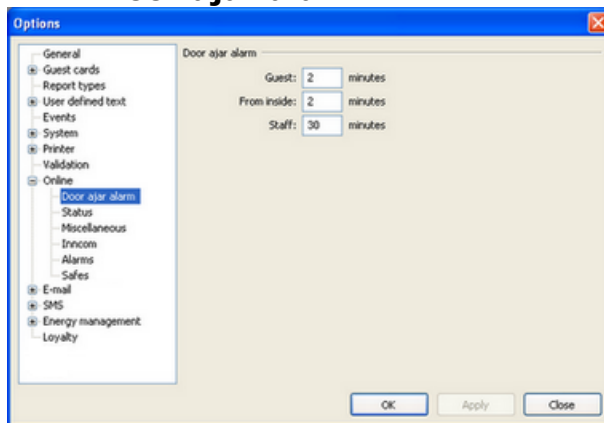 Options
General
Guest cards
Report types
User defined text
Events
System
Printer
Validation
Online
Door ajar alarm
Status
Miscellaneous
Inncom
Alarms
Safes
E-mail
SMS
Energy management
Loyalty
Door ajar alarm
Guest: 2 minutes
From inside: 2 minutes
Staff: 30 minutes
OK Apply Close